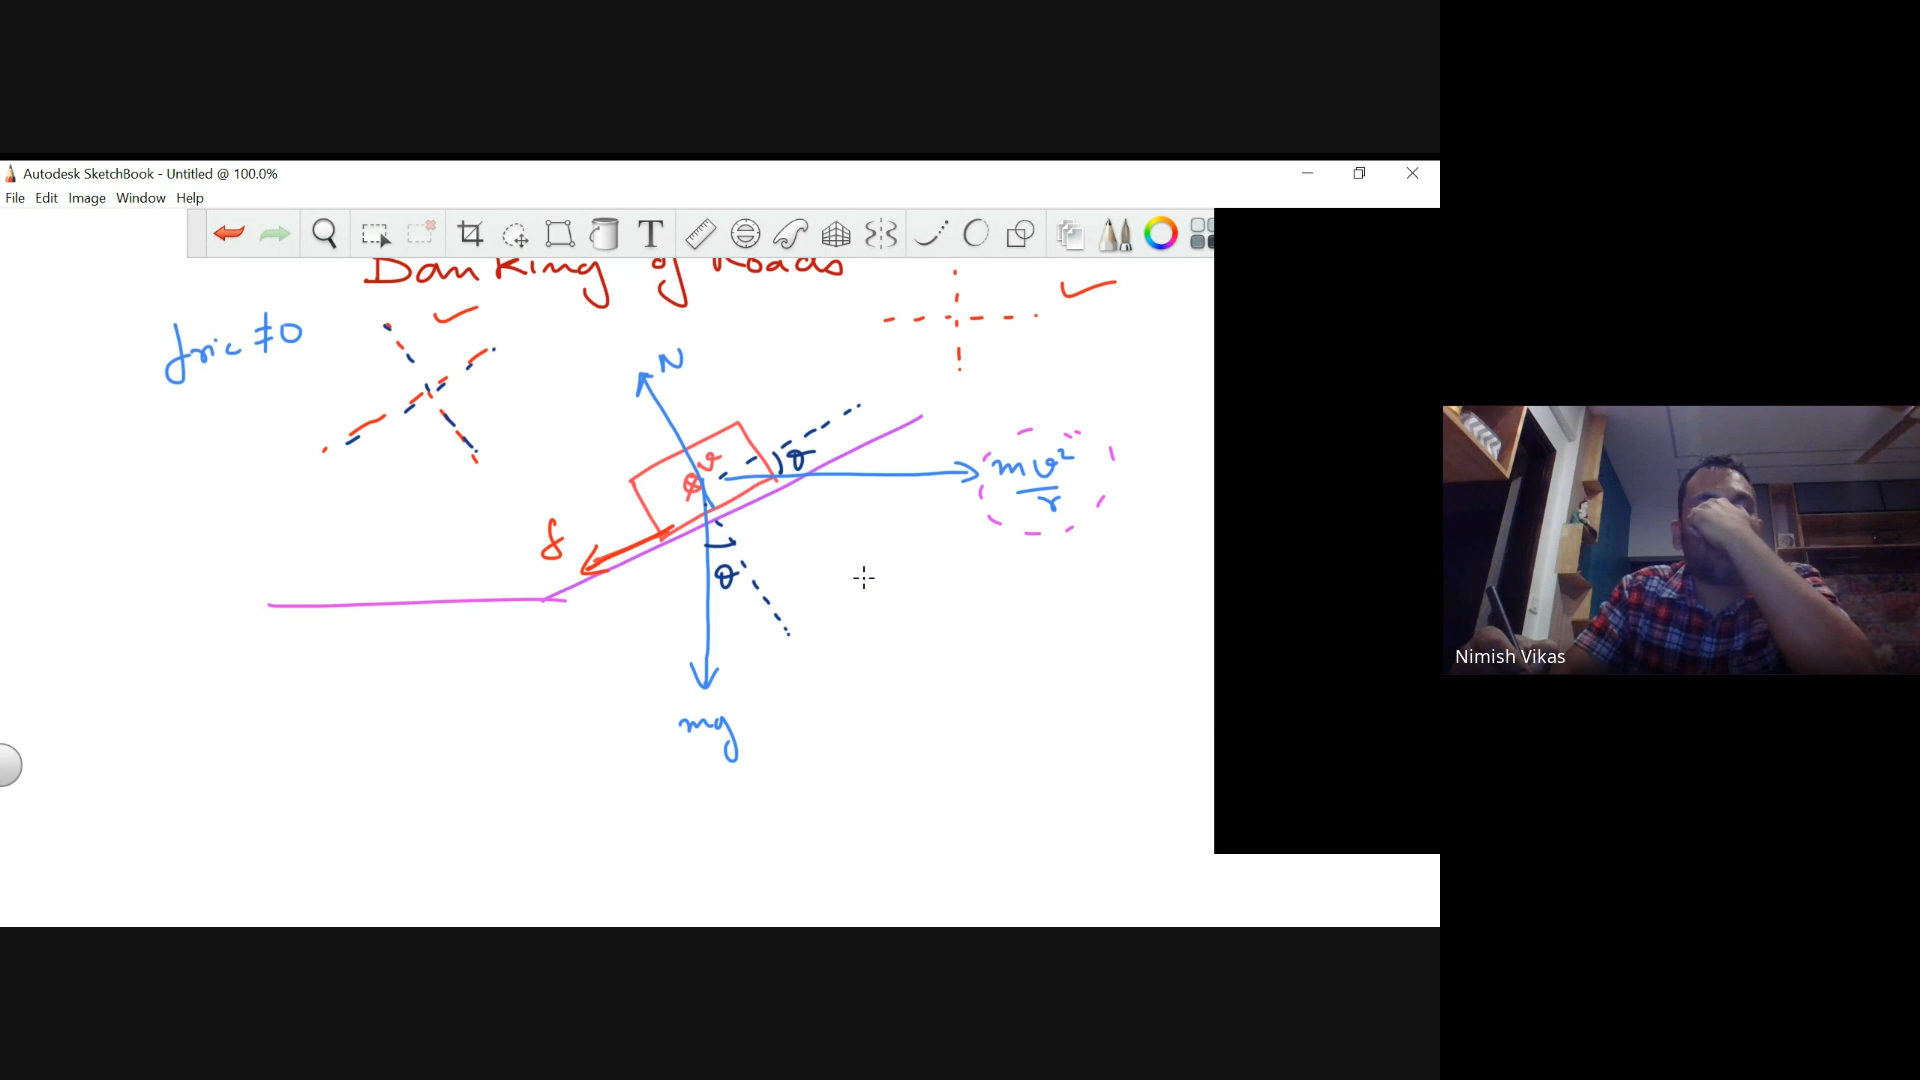 Autodesk SketchBook - Untitled @ 100.0%
File Edit Image Window Help
T
Banking of Roads
fric ≠ 0
N
v
θ
mv²/r
f
θ
mg
Nimish Vikas